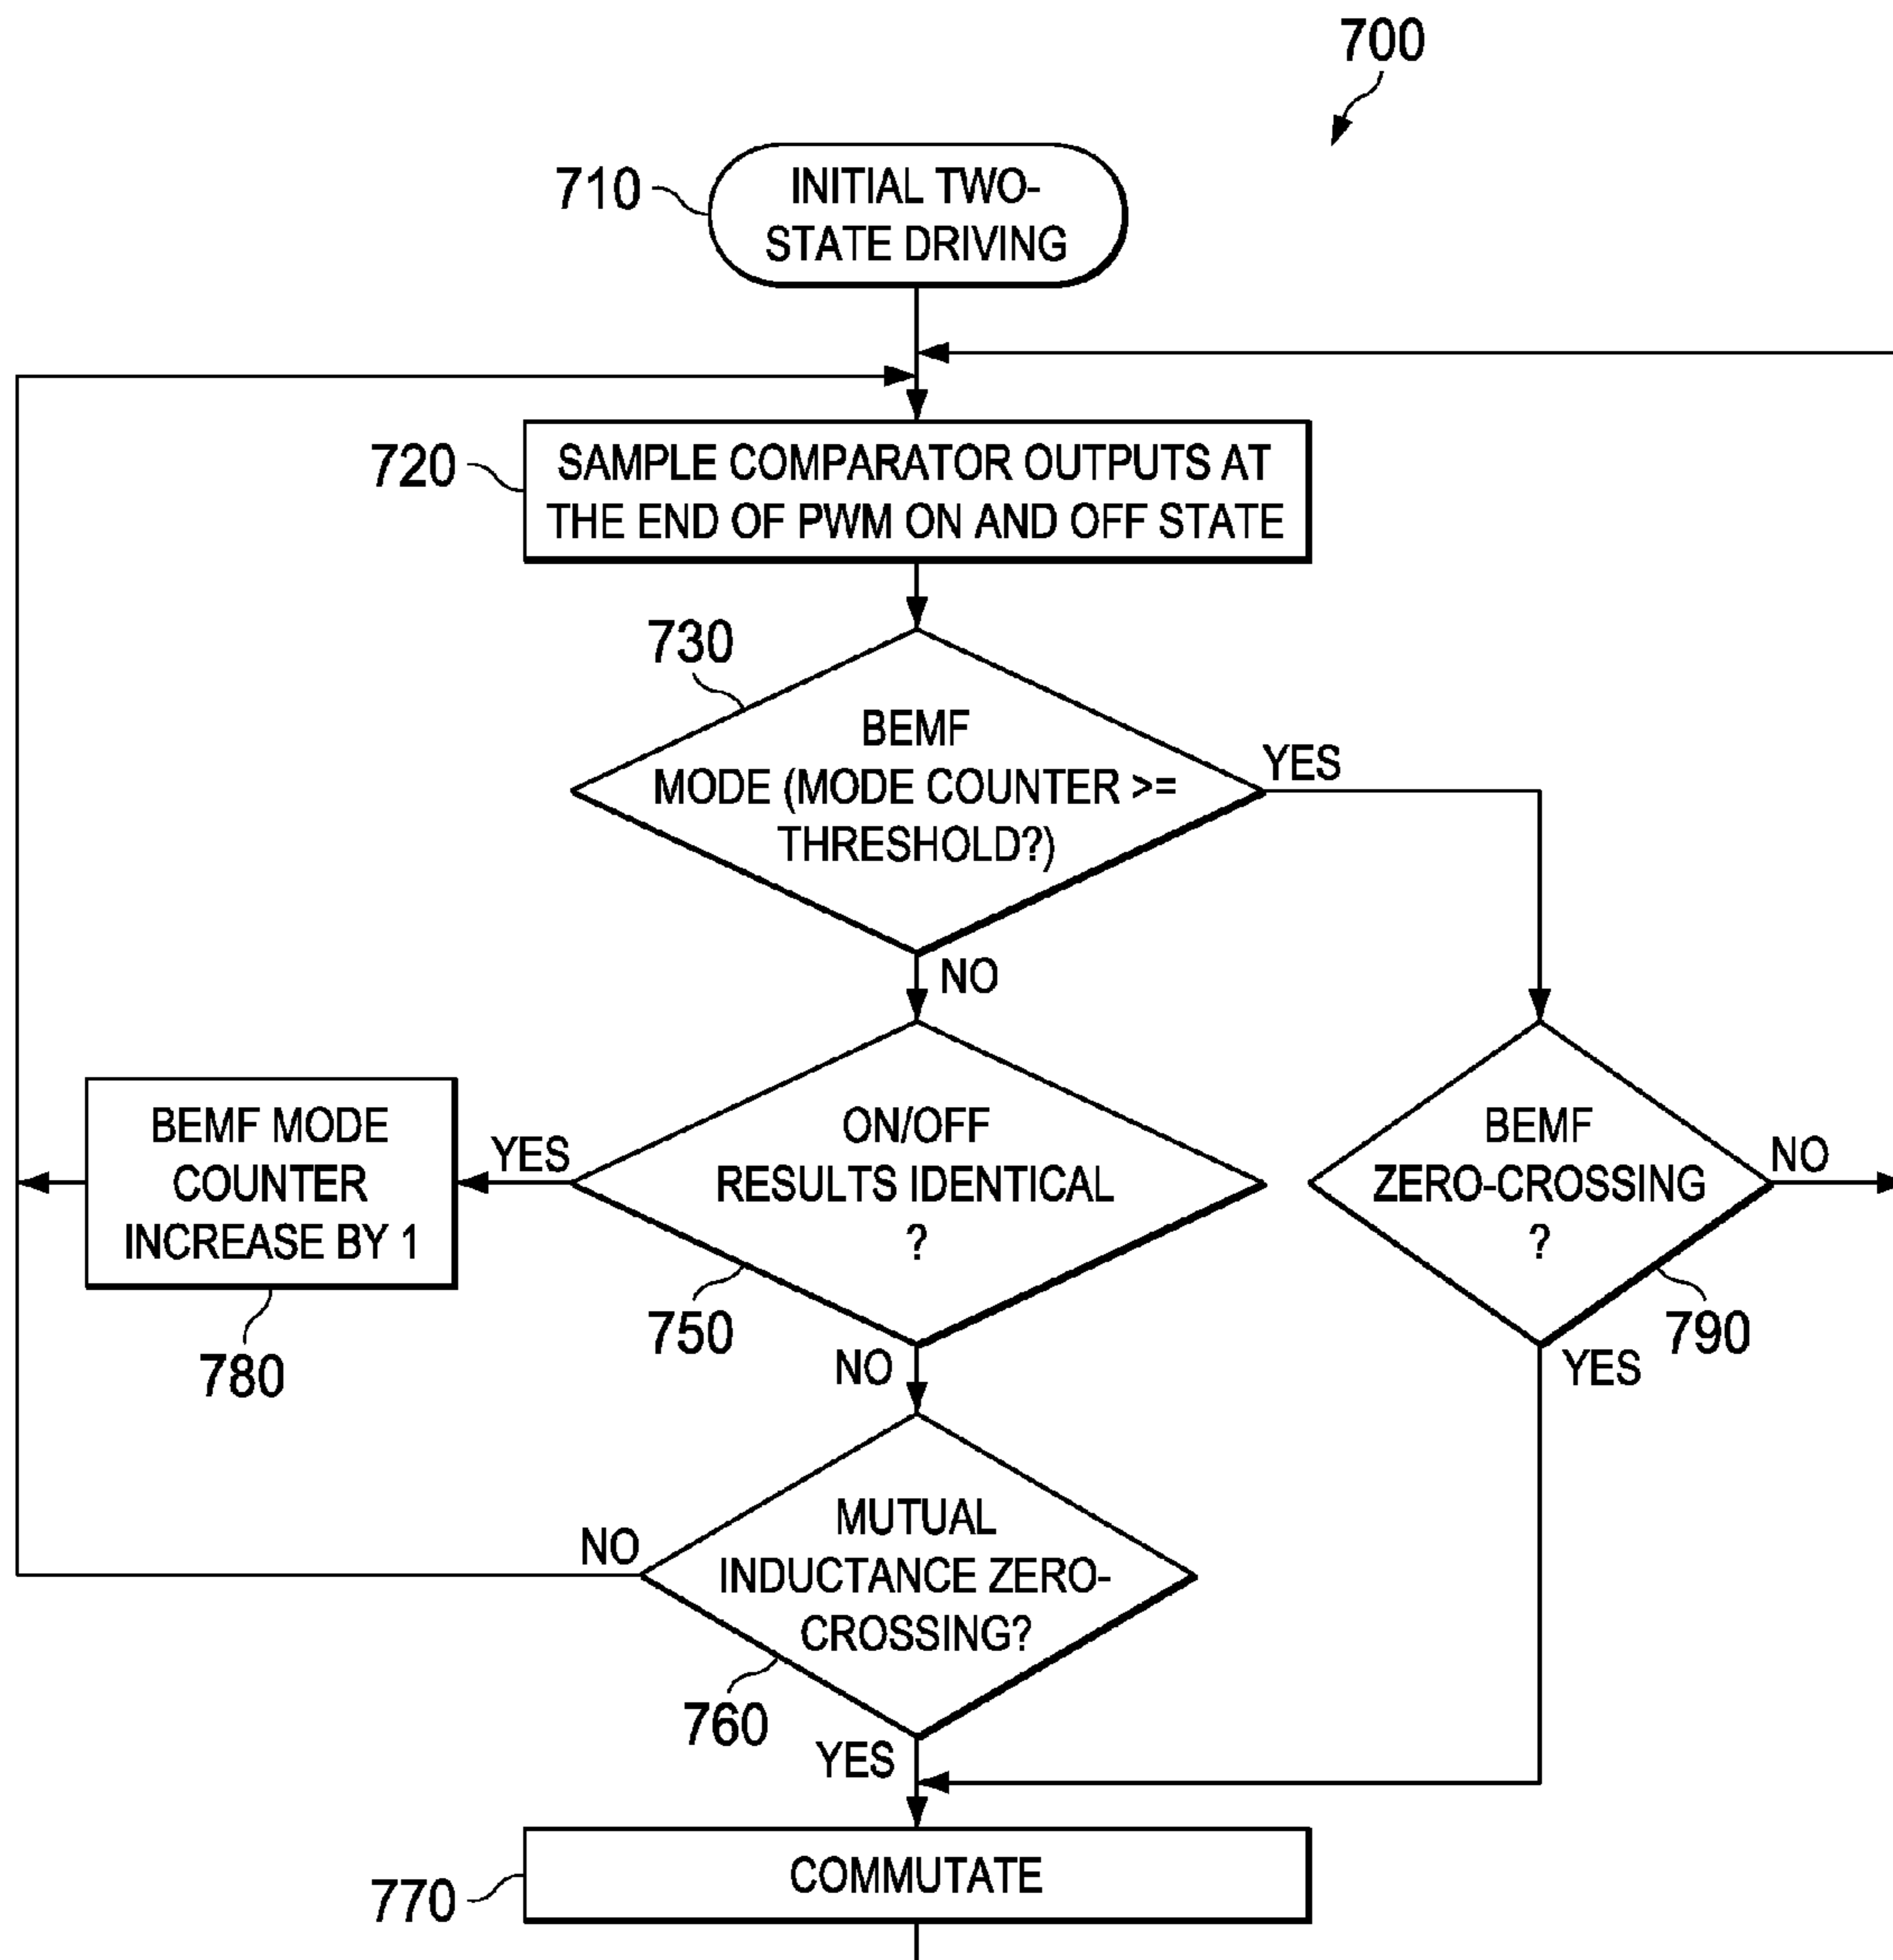 700
710
INITIAL TWO-
STATE DRIVING
720
SAMPLE COMPARATOR OUTPUTS AT
THE END OF PWM ON AND OFF STATE
730
BEMF
MODE (MODE COUNTER >=
THRESHOLD?)
YES
NO
BEMF MODE
COUNTER
INCREASE BY 1
780
YES
ON/OFF
RESULTS IDENTICAL
?
750
NO
BEMF
ZERO-CROSSING
?
NO
790
YES
MUTUAL
INDUCTANCE ZERO-
CROSSING?
NO
760
YES
770
COMMUTATE